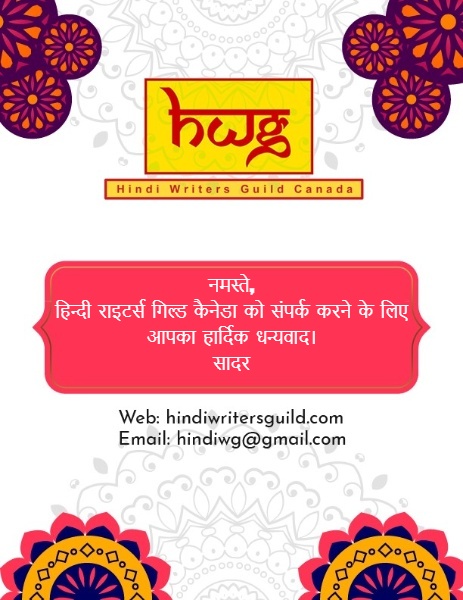 hwg
Hindi Writers Guild Canada
नमस्ते,
हिन्दी राइटर्स गिल्ड कैनेडा को संपर्क करने के लिए
आपका हार्दिक धन्यवाद।
सादर
Web: hindiwritersguild.com
Email: hindiwg@gmail.com